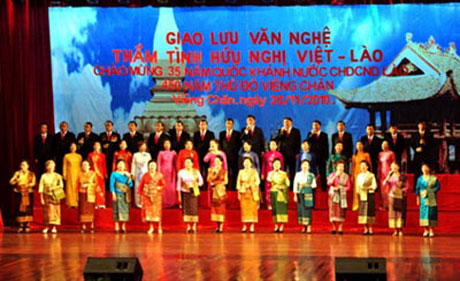 GIAO LƯU VĂN NGHỆ
THẮM TÌNH HỮU NGHỊ VIỆT - LÀO
CHÀO MỪNG 35 NĂM QUỐC KHÁNH NƯỚC CHDCND LÀO
450 NĂM THỦ ĐÔ VIÊNG CHĂN
Viêng Chăn, ngày 26/11/2010